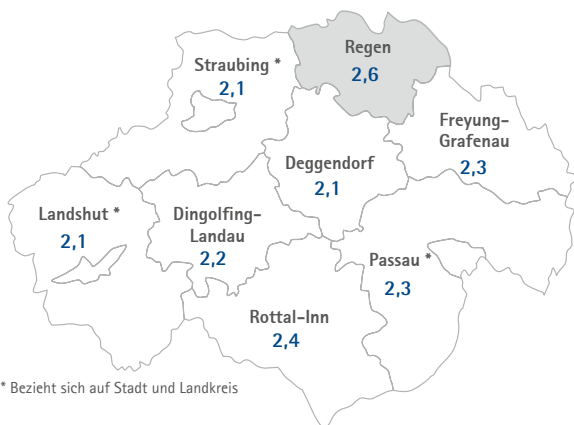 Regen
2,6
Straubing *
2,1
Freyung-
Grafenau
2,3
Deggendorf
2,1
Landshut *
2,1
Dingolfing-
Landau
2,2
Passau *
2,3
Rottal-Inn
2,4
* Bezieht sich auf Stadt und Landkreis